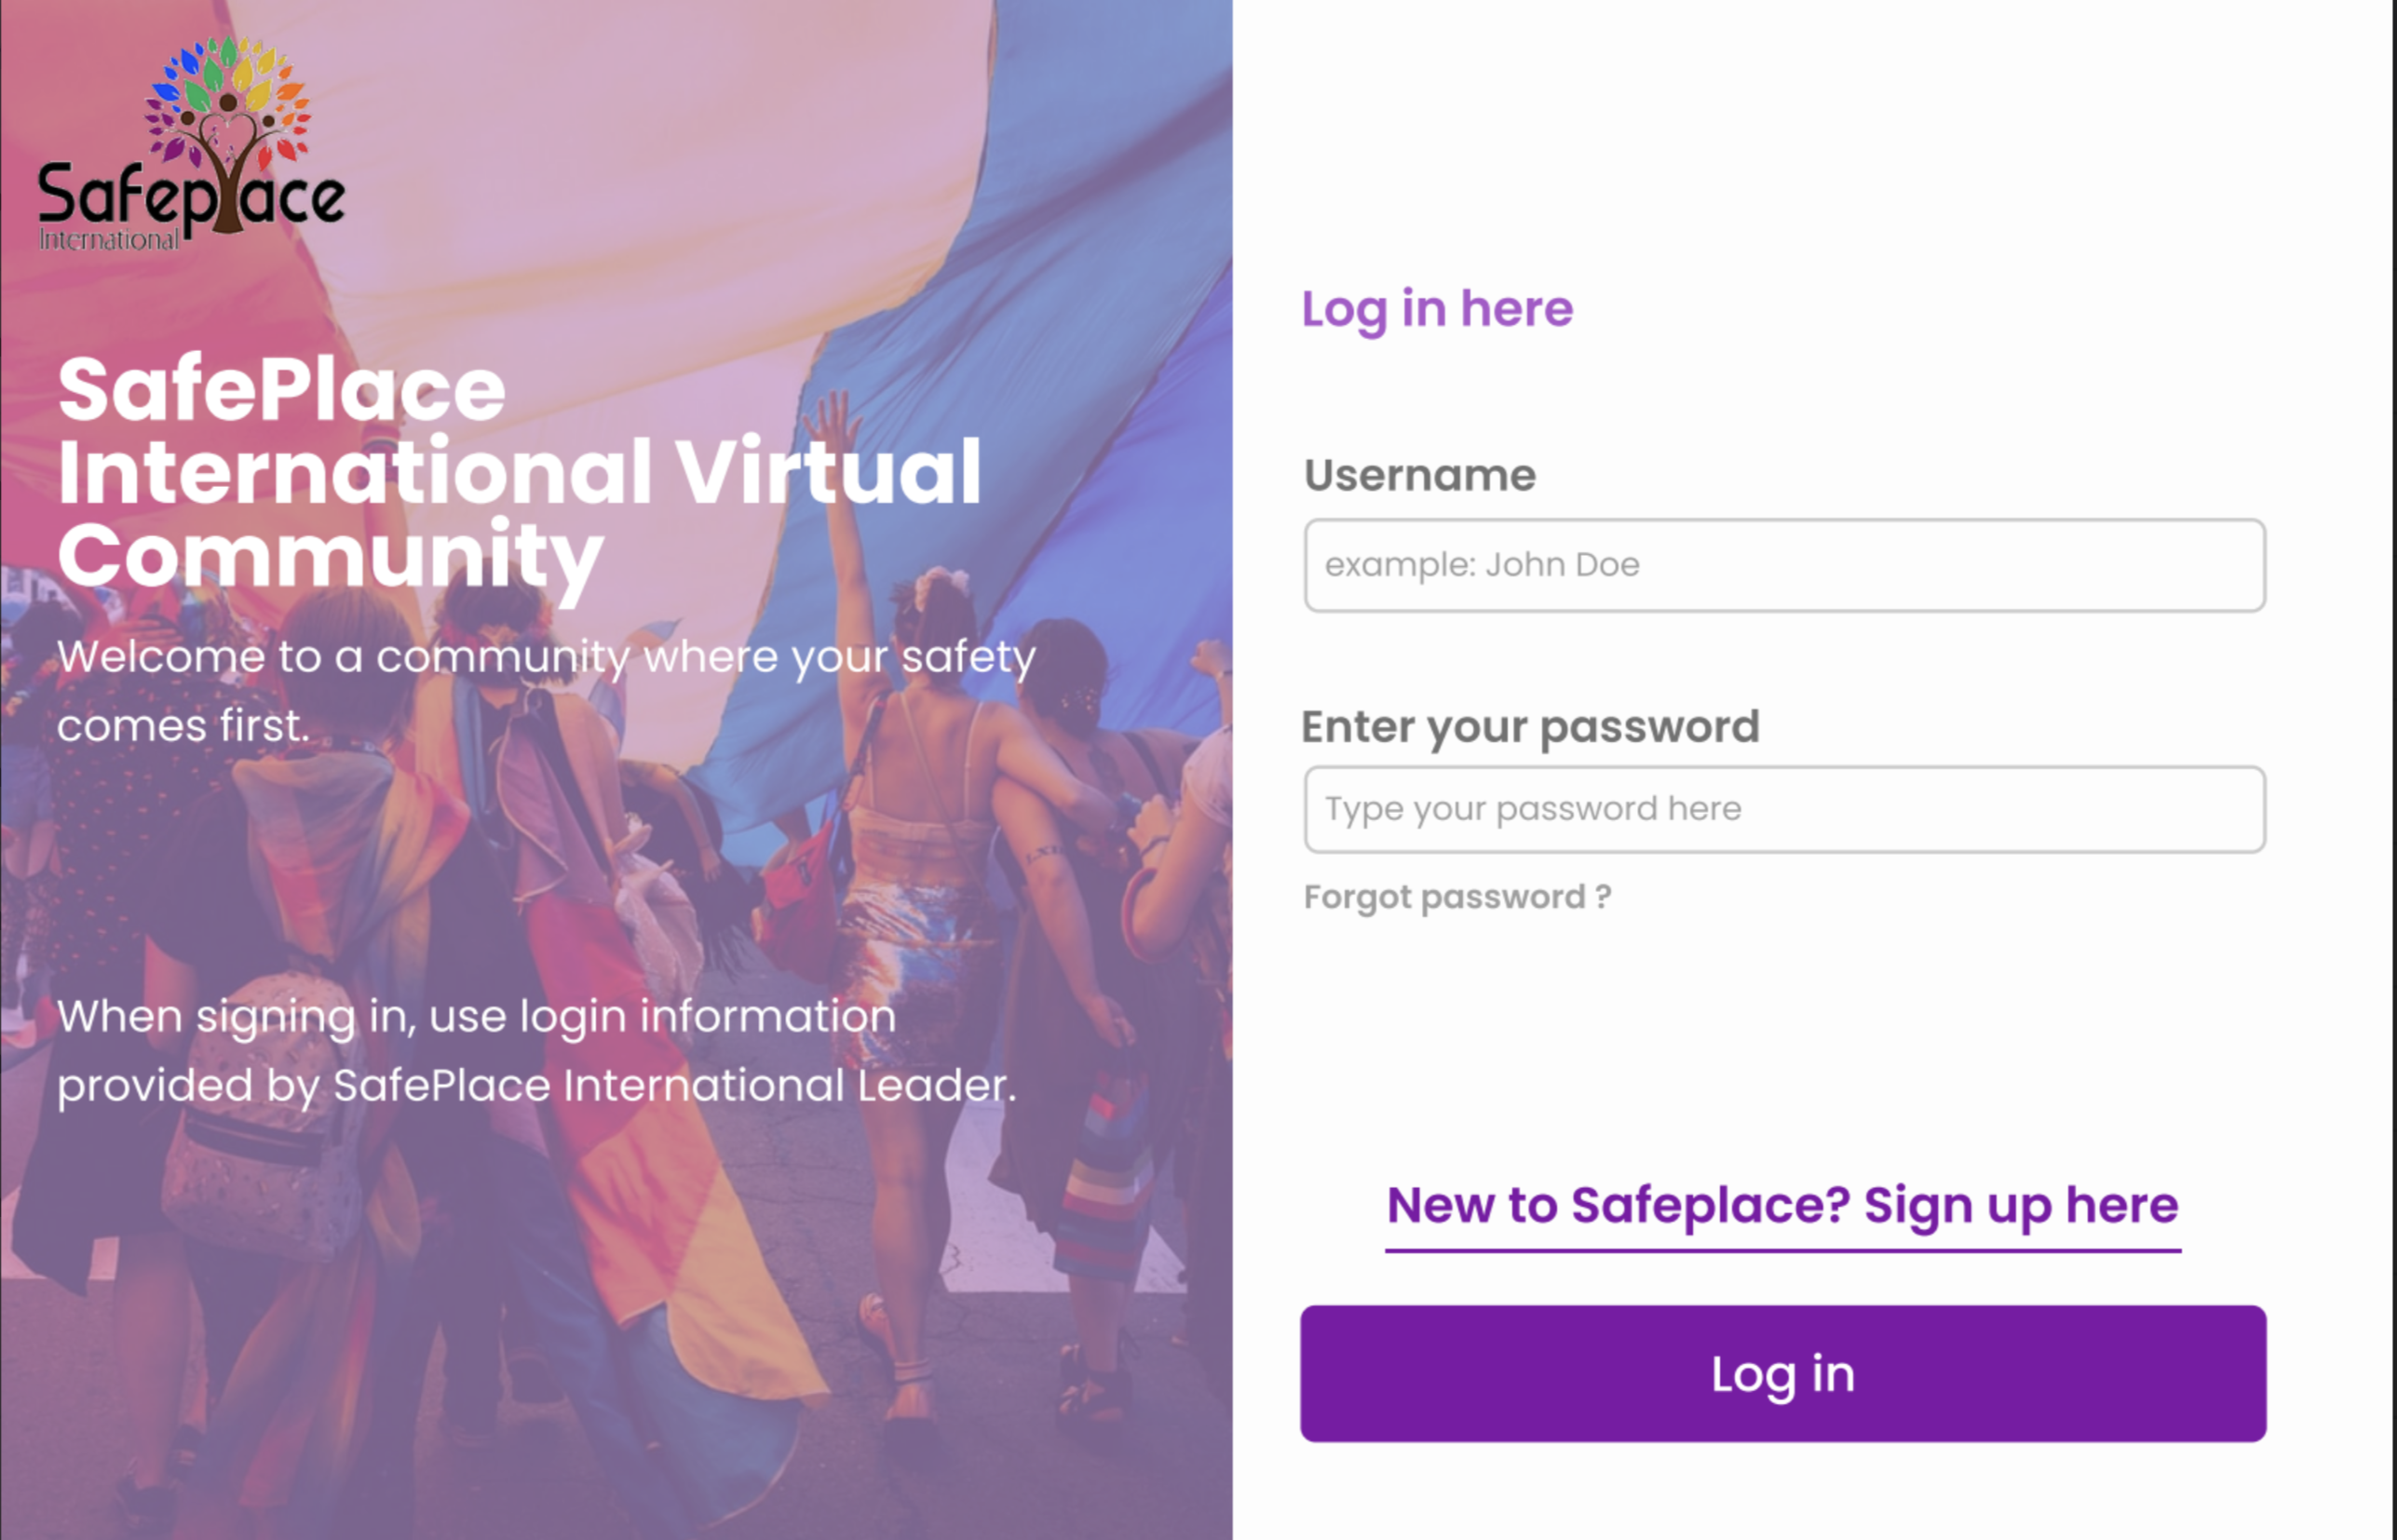 Safeplace
International
SafePlace
International Virtual
Community
Welcome to a community where your safety
comes first.
When signing in, use login information
provided by SafePlace International Leader.
Log in here
Username
example: John Doe
Enter your password
Type your password here
Forgot password ?
New to Safeplace? Sign up here
Log in